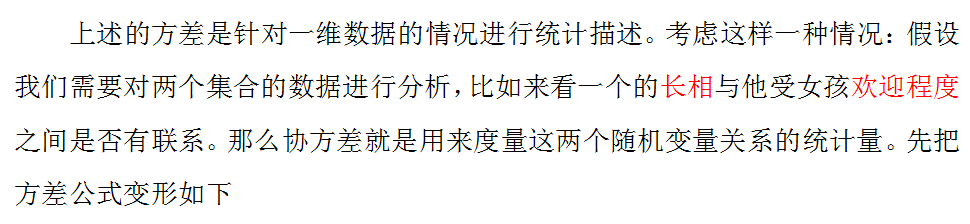 上述的方差是针对一维数据的情况进行统计描述。考虑这样一种情况：假设
我们需要对两个集合的数据进行分析，比如来看一个的长相与他受女孩欢迎程度
之间是否有联系。那么协方差就是用来度量这两个随机变量关系的统计量。先把
方差公式变形如下